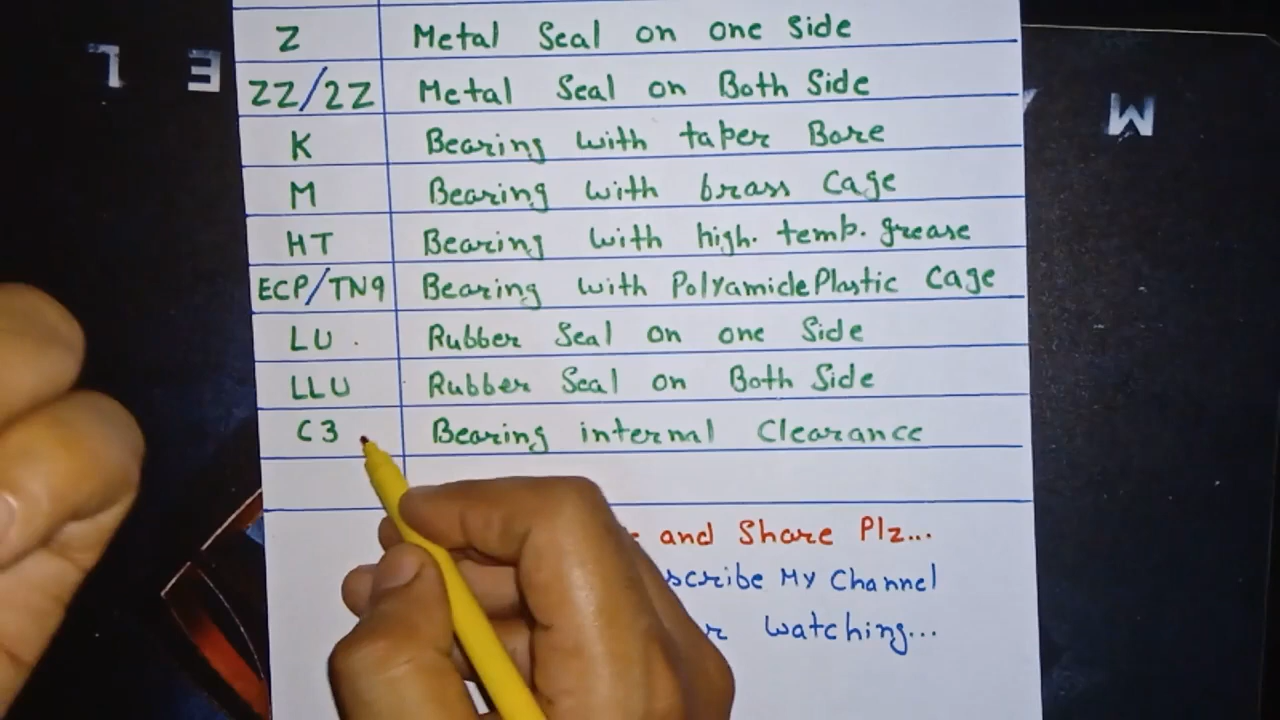 Z Metal Seal on one Side
ZZ/2Z Metal Seal on Both Side
K Bearing with taper Bore
M Bearing with brass Cage
HT Bearing with high. temp. grease
ECP/TN9 Bearing with Polyamide Plastic Cage
LU . Rubber Seal on one Side
LLU Rubber Seal on Both Side
C3 Bearing internal Clearance
and Share Plz...
My Channel
watching...